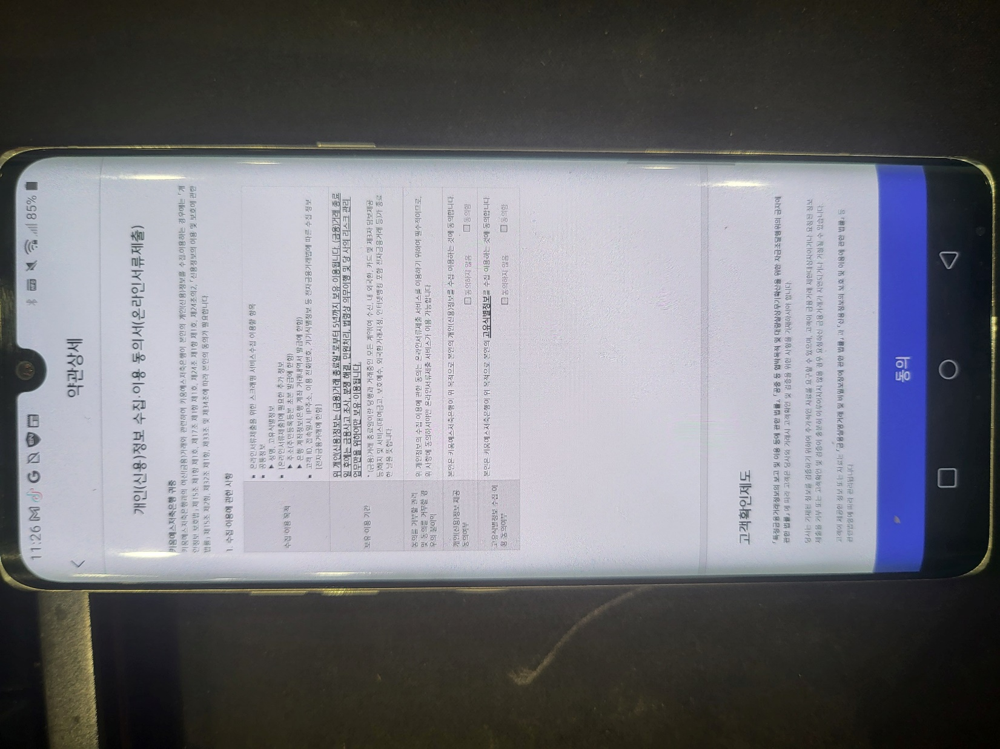 11:26 M G 85%
약관상세
개인(신용)정보 수집·이용 동의서(온라인서류제출)
키움예스저축은행 귀중
키움예스저축은행과의 여신(금융)거래와 관련하여 키움예스저축은행이 본인의 개인(신용)정보를 수집·이용하는 경우에는 「개
인정보 보호법」 제15조 제1항 제1호, 제17조 제1항 제1호, 제24조 제1항 제1호, 제24조의2, 「신용정보의 이용 및 보호에 관한
법률」 제15조 제2항, 제32조 제1항, 제33조 및 제34조에 따라 본인의 동의가 필요합니다
1. 수집·이용에 관한 사항
수집·이용 목적
▪ 온라인서류제출을 위한 스크래핑 서비스수집 이용할 항목
▪ 공통정보
▶ 성명, 고유식별정보
▪ [온라인서류제출]에 필요한 추가 정보
▶ 주소(주민등록등본 초본 발급에 한함)
▶ 은행 계좌정보(은행 계좌 거래내역서 발급에 한함)
▪ 고객 ID, 접속일시, IP주소, 이용 전화번호, 기기식별정보 등 전자금융거래법에 따른 수집 정보
[전자금융거래에 한함]
보유·이용 기간
위 개인(신용)정보는 (금융)거래 종료일*로부터 5년까지 보유·이용됩니다. (금융)거래 종료
일 후에는 금융사고 조사, 분쟁 해결, 민원처리, 법령상 의무이행 및 당사의 리스크 관리
업무만을 위하여만 보유·이용됩니다.
* (금융)거래 종료일이란 당행과 거래중인 모든 계약(여·수신, 내·외국환, 카드 및 제3자 담보제공
등)해지 및 서비스(대여금고, 보호예수, 외국환거래지정, 인터넷뱅킹 포함 전자금융거래 등)가 종료
한 날을 뜻합니다
동의를 거부할 권리
및 동의를 거부할 경
우의 불이익
위 개인정보의 수집·이용에 관한 동의는 온라인서류제출 서비스를 이용하기 위하여 필수적이므로,
위 사항에 동의하셔야만 온라인서류제출 서비스가 이용 가능합니다
개인(신용)정보 제공
동의여부
본인은 키움예스저축은행이 위 목적으로 본인의 개인(신용)정보를 수집·이용하는 것에 동의합니다.
☐ 동의하지 않음 ☐ 동의함
고유식별정보 수집·이
용 동의여부
본인은 키움예스저축은행이 위 목적으로 본인의 고유식별정보를 수집·이용하는 것에 동의합니다
☐ 동의하지 않음 ☐ 동의함
고객확인제도
「특정금융거래정보의 보고 및 이용 등에 관한 법률」, 「공중 등 협박목적 및 대량살상무기확산을 위한 자금조달행위의 금지에
관한 법률」에 따라 고객은 당사와 거래시 고객확인 및 검증을 위한 사항을 기재하셔야 합니다.
당사는 기재된 정보를 검증하기 위하여 추가적인 자료를 요구할 수 있으며, 고객이 금융거래 제한대상자이거나 요청된 정보
제출을 거부 또는 고객확인 및 검증이 충분히 이루어지지 않을 경우 요청하신 금융거래가 지연되거나 거절될 수 있습니다.
고객이 제공한 정보 또는 자료는 「금융실명거래 및 비밀보장에 관한 법률」과 「신용정보의 보호 및 이용에 관한 법률」등
관련법령에 따라 관리됩니다
동의